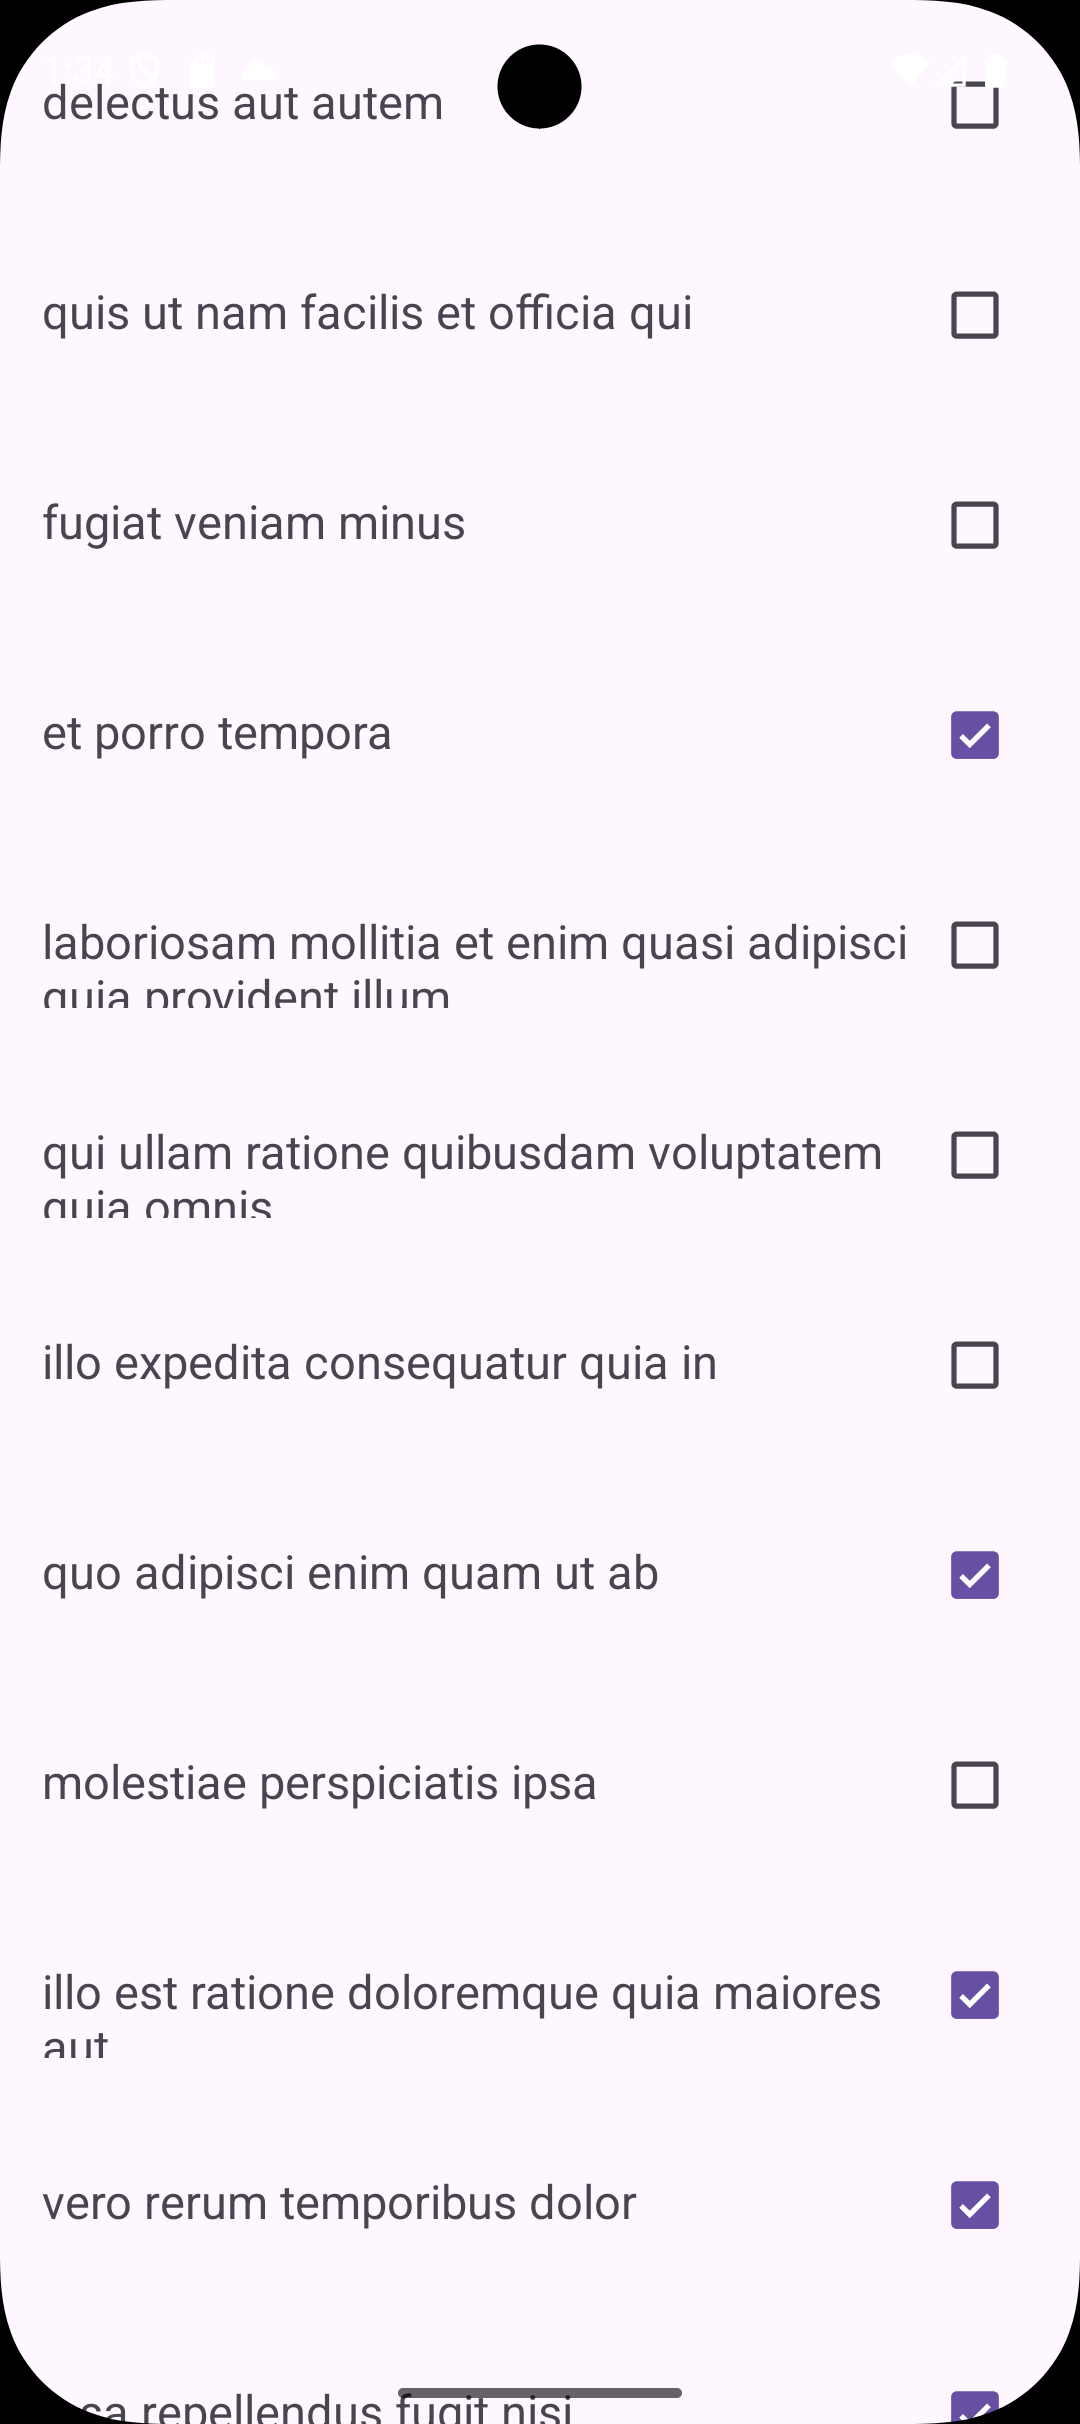 1:34
delectus aut autem
quis ut nam facilis et officia qui
fugiat veniam minus
et porro tempora
laboriosam mollitia et enim quasi adipisci
quia provident illum
qui ullam ratione quibusdam voluptatem
quia omnis
illo expedita consequatur quia in
quo adipisci enim quam ut ab
molestiae perspiciatis ipsa
illo est ratione doloremque quia maiores
aut
vero rerum temporibus dolor
repellendus fugit nisi